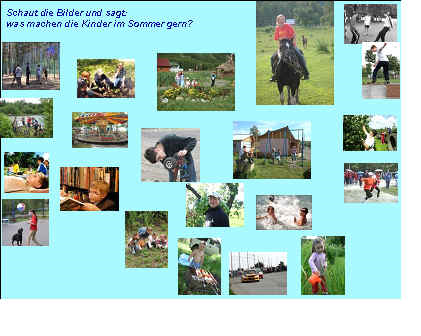 Schaut die Bilder und sagt:
was machen die Kinder im Sommer gern?